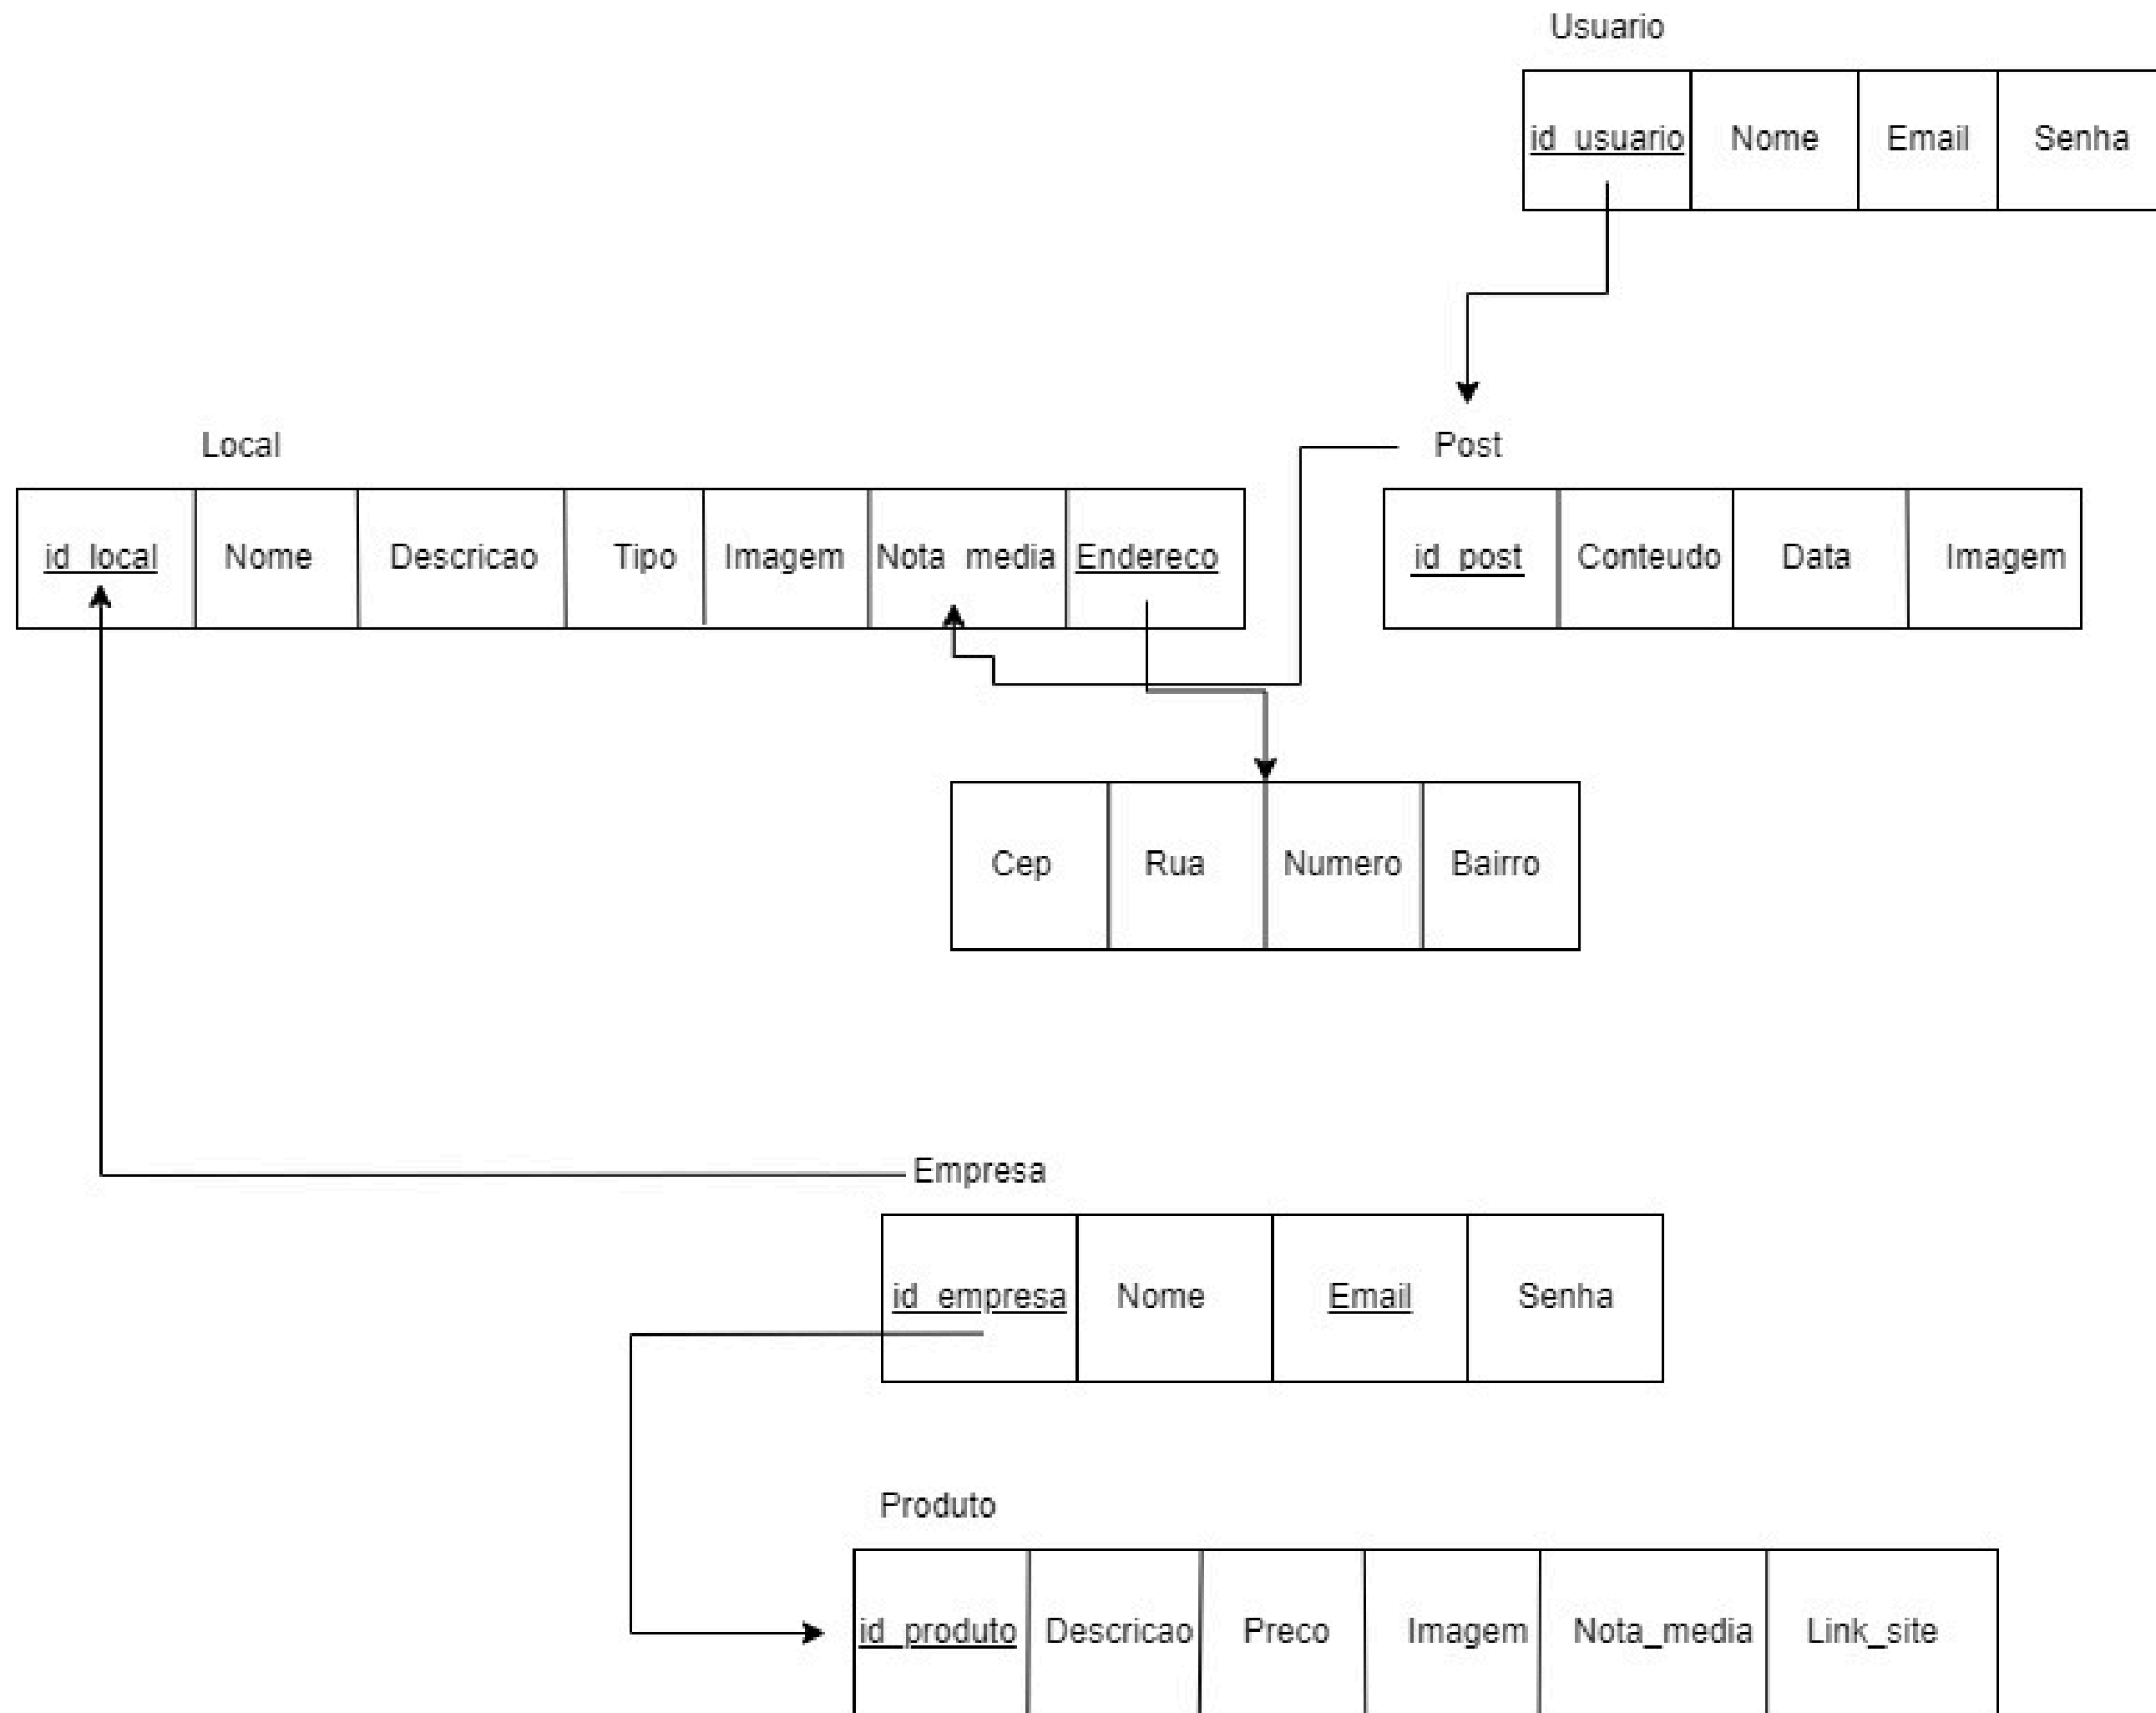 Usuario
id_usuario Nome Email Senha
Local
Post
id_local Nome Descricao Tipo Imagem Nota_media Endereco
id_post Conteudo Data Imagem
Cep Rua Numero Bairro
Empresa
id_empresa Nome Email Senha
Produto
id_produto Descricao Preco Imagem Nota_media Link_site